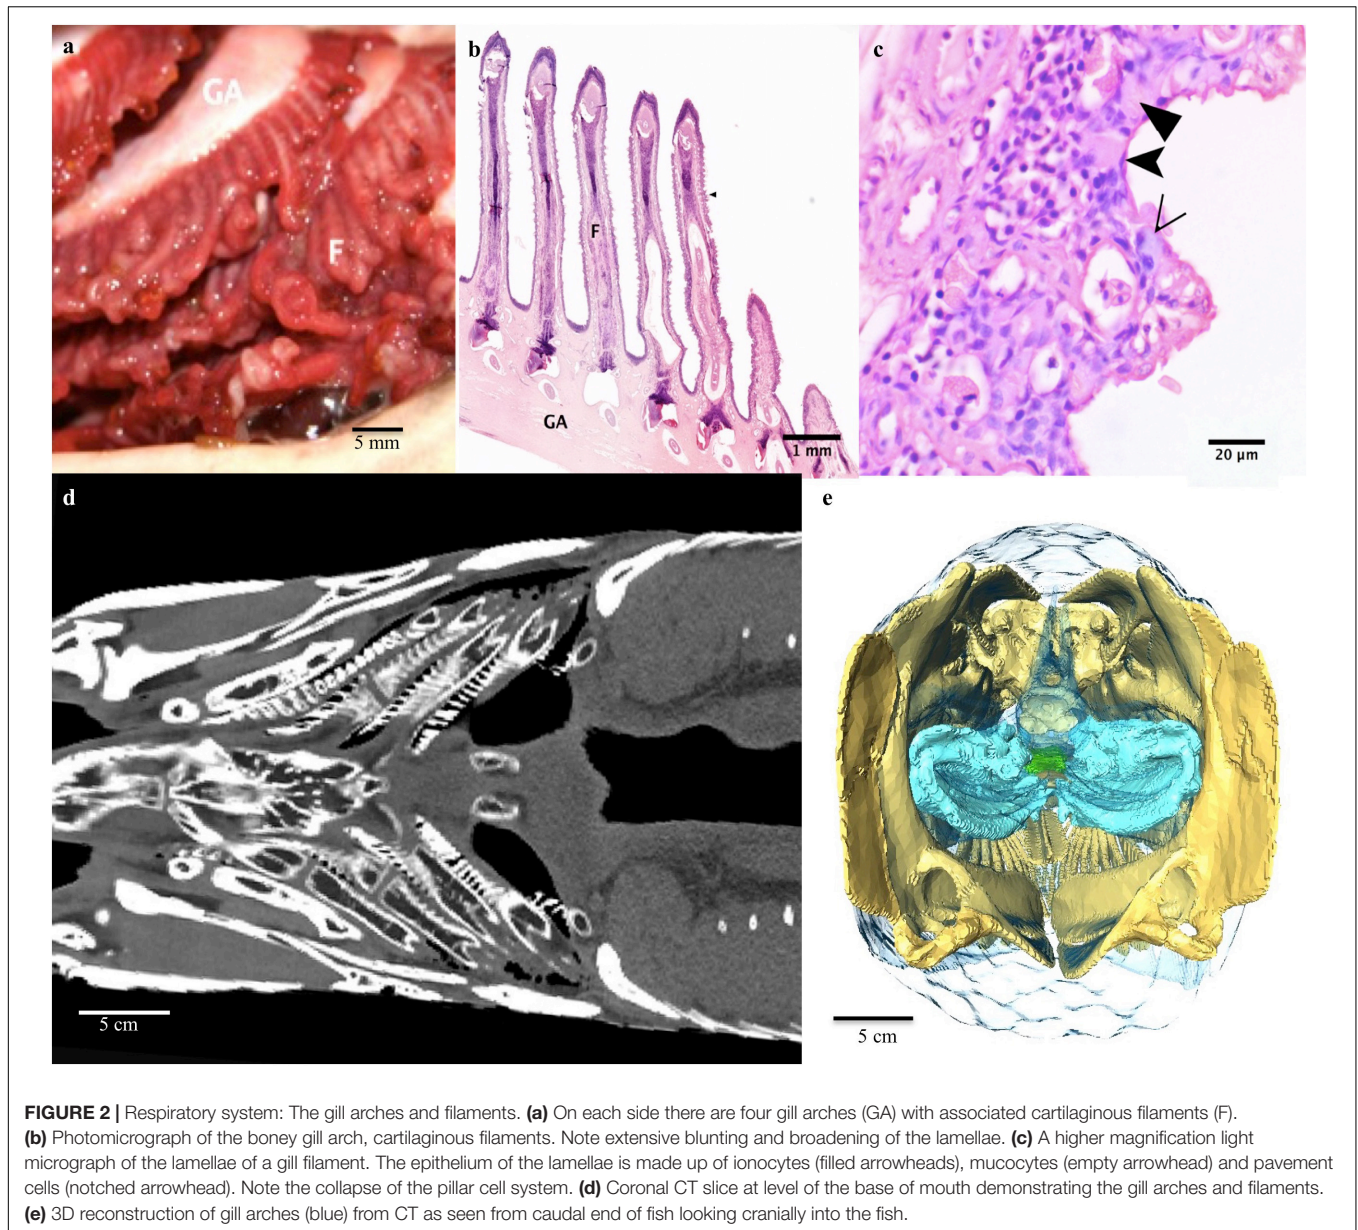 a
GA
F
5 mm
b
F
GA
1 mm
c
20 µm
d
5 cm
e
5 cm
FIGURE 2 | Respiratory system: The gill arches and filaments. (a) On each side there are four gill arches (GA) with associated cartilaginous filaments (F).
(b) Photomicrograph of the boney gill arch, cartilaginous filaments. Note extensive blunting and broadening of the lamellae. (c) A higher magnification light
micrograph of the lamellae of a gill filament. The epithelium of the lamellae is made up of ionocytes (filled arrowheads), mucocytes (empty arrowhead) and pavement
cells (notched arrowhead). Note the collapse of the pillar cell system. (d) Coronal CT slice at level of the base of mouth demonstrating the gill arches and filaments.
(e) 3D reconstruction of gill arches (blue) from CT as seen from caudal end of fish looking cranially into the fish.